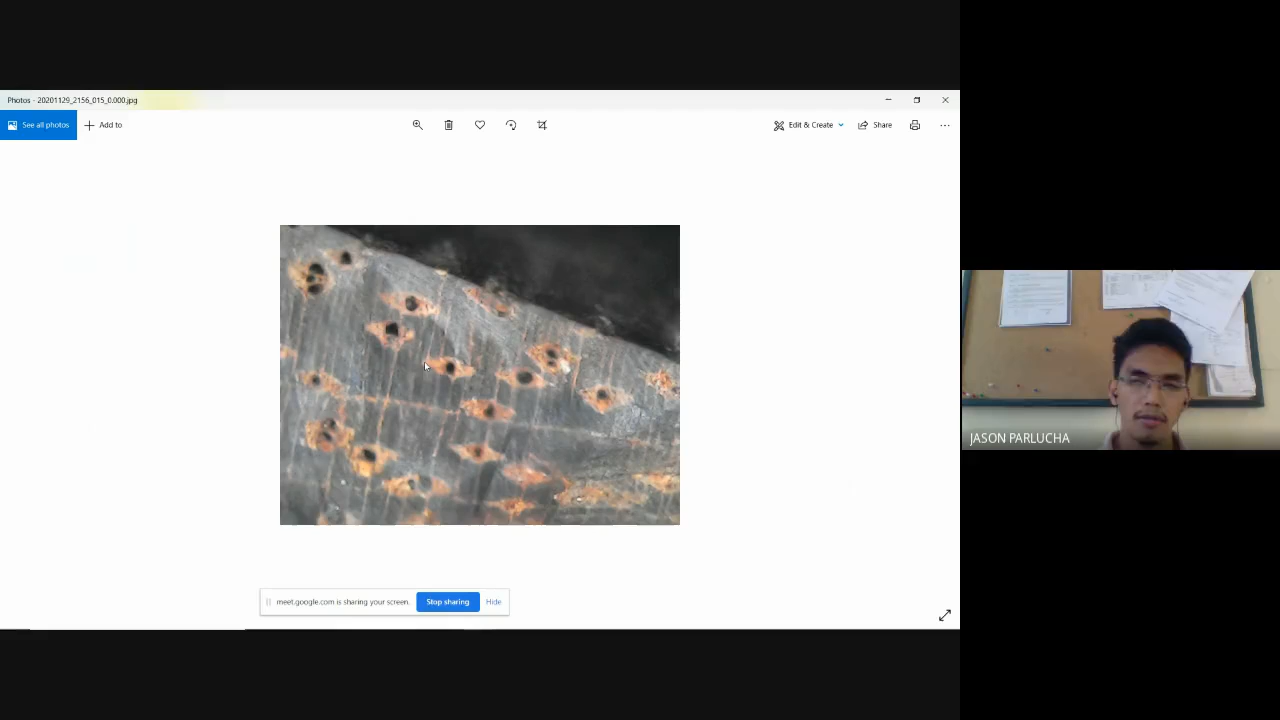 Photos - 20201129_2156_015_0.000.jpg
See all photos
Add to
Edit & Create
Share
meet.google.com is sharing your screen.
Stop sharing
Hide
JASON PARLUCHA